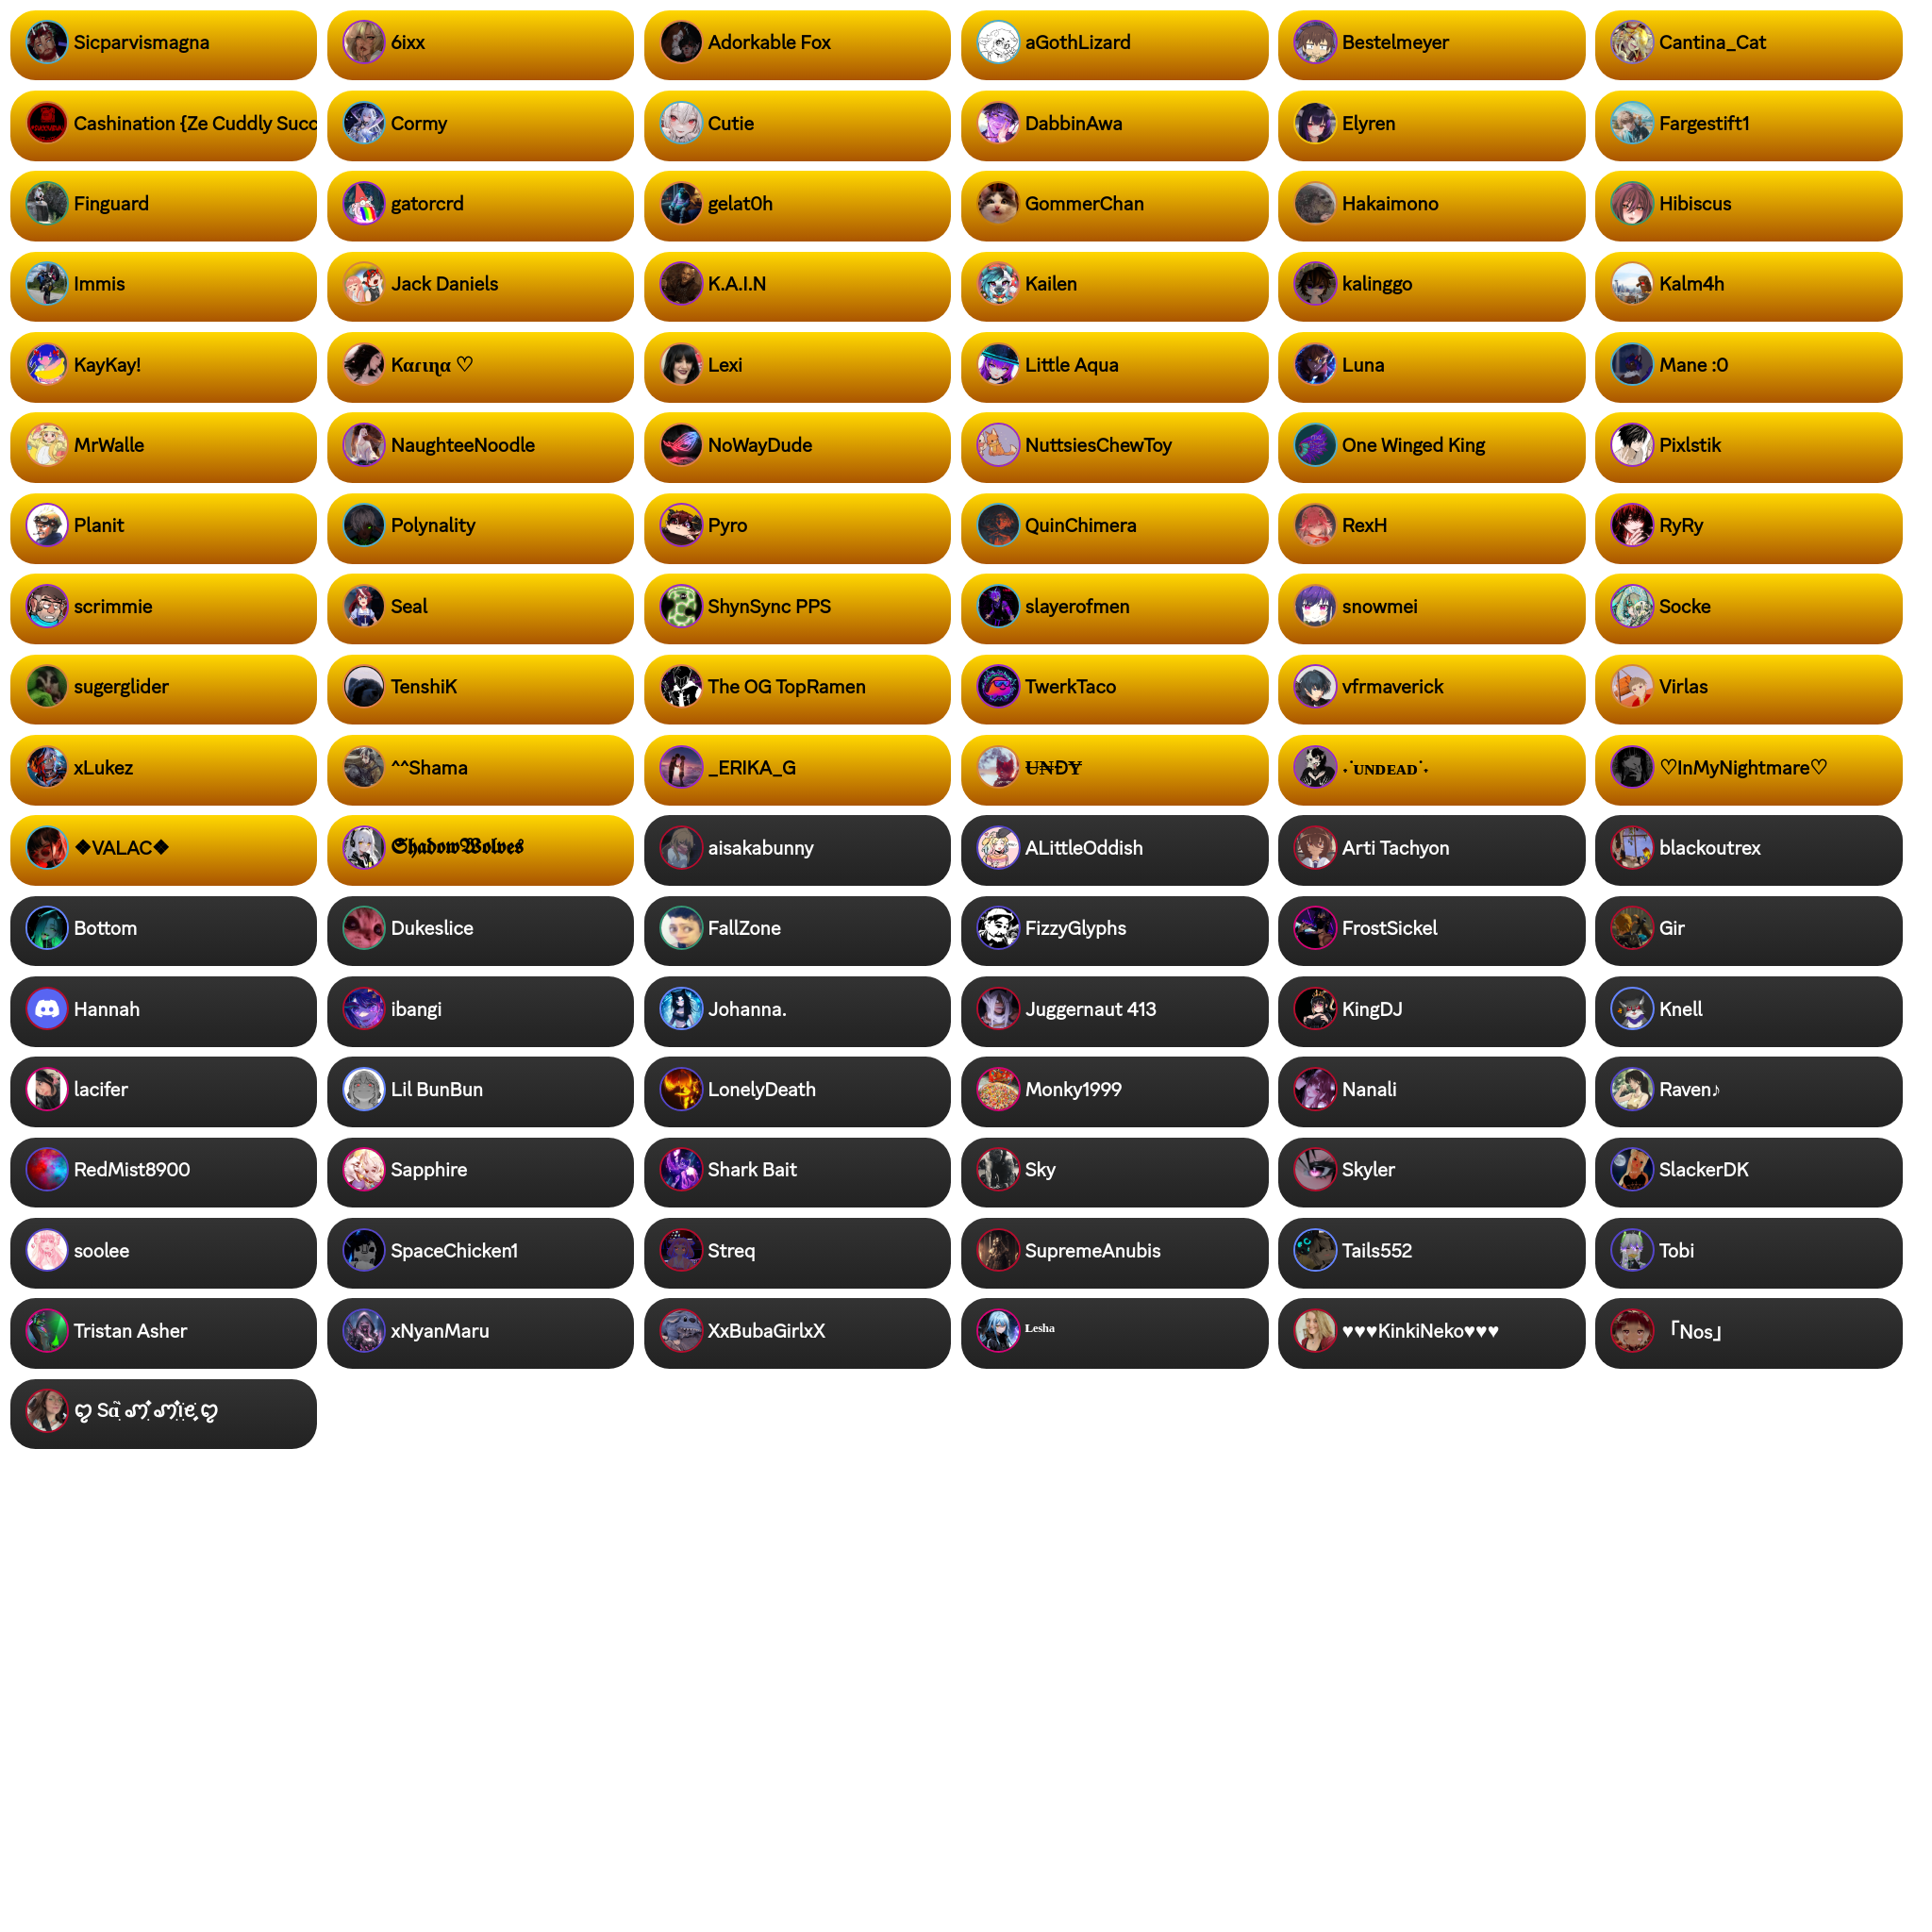 Sicparvismagna
6ixx
Adorkable Fox
aGothLizard
Bestelmeyer
Cantina_Cat
Cashination {Ze Cuddly Succ
Cormy
Cutie
DabbinAwa
Elyren
Fargestift1
Finguard
gatorcrd
gelat0h
GommerChan
Hakaimono
Hibiscus
Immis
Jack Daniels
K.A.I.N
Kailen
kalinggo
Kalm4h
KayKay!
Kαɾιɳα ♡
Lexi
Little Aqua
Luna
Mane :0
MrWalle
NaughteeNoodle
NoWayDude
NuttsiesChewToy
One Winged King
Pixlstik
Planit
Polynality
Pyro
QuinChimera
RexH
RyRy
scrimmie
Seal
ShynSync PPS
slayerofmen
snowmei
Socke
sugerglider
TenshiK
The OG TopRamen
TwerkTaco
vfrmaverick
Virlas
xLukez
^^Shama
_ERIKA_G
U̶N̶ĐY̶
˖˙ᴜɴᴅᴇᴀᴅ˙˖
♡InMyNightmare♡
❖VALAC❖
𝕾𝖍𝖆𝖉𝖔𝖜𝖂𝖔𝖑𝖛𝖊𝖘
aisakabunny
ALittleOddish
Arti Tachyon
blackoutrex
Bottom
Dukeslice
FallZone
FizzyGlyphs
FrostSickel
Gir
Hannah
ibangi
Johanna.
Juggernaut 413
KingDJ
Knell
lacifer
Lil BunBun
LonelyDeath
Monky1999
Nanali
Raven♪
RedMist8900
Sapphire
Shark Bait
Sky
Skyler
SlackerDK
soolee
SpaceChicken1
Streq
SupremeAnubis
Tails552
Tobi
Tristan Asher
xNyanMaru
XxBubaGirlxX
ᴸᵉˢʰᵃ
♥♥♥KinkiNeko♥♥♥
「Nos」